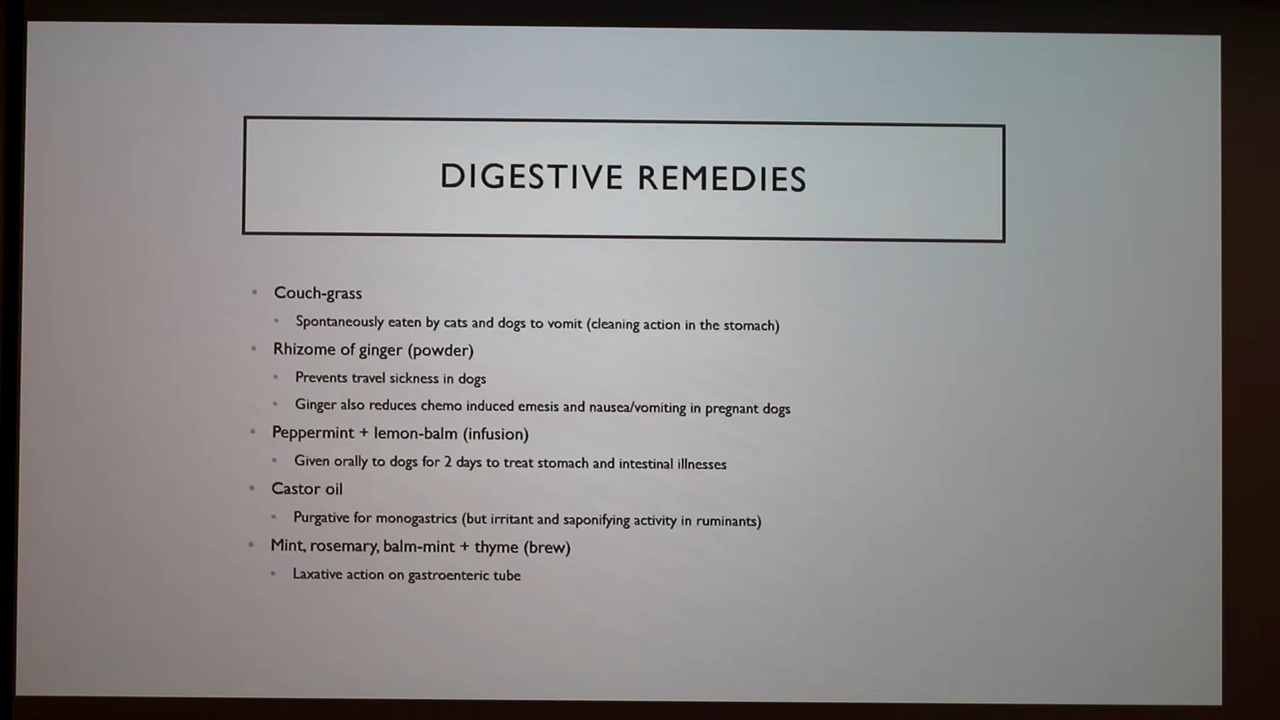 DIGESTIVE REMEDIES
• Couch-grass
• Spontaneously eaten by cats and dogs to vomit (cleaning action in the stomach)
• Rhizome of ginger (powder)
• Prevents travel sickness in dogs
• Ginger also reduces chemo induced emesis and nausea/vomiting in pregnant dogs
• Peppermint + lemon-balm (infusion)
• Given orally to dogs for 2 days to treat stomach and intestinal illnesses
• Castor oil
• Purgative for monogastrics (but irritant and saponifying activity in ruminants)
• Mint, rosemary, balm-mint + thyme (brew)
• Laxative action on gastroenteric tube